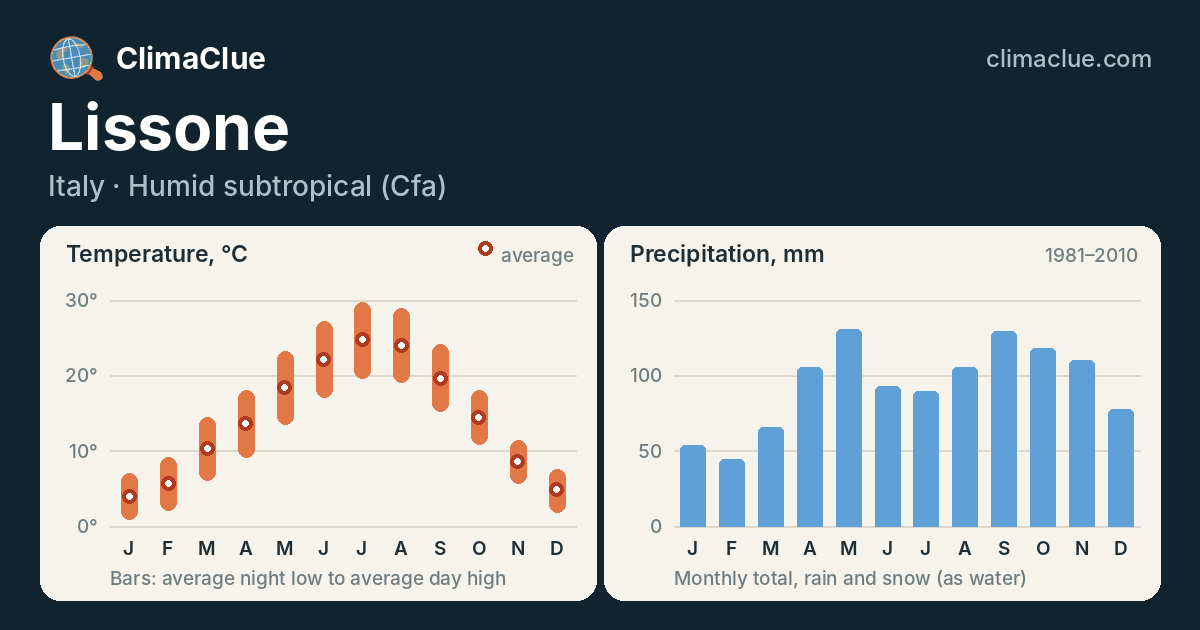 ClimaClue
climaclue.com
Lissone
Italy · Humid subtropical (Cfa)
Temperature, °C
average
30°
20°
10°
0°
J F M A M J J A S O N D
Bars: average night low to average day high
Precipitation, mm
1981–2010
150
100
50
0
J F M A M J J A S O N D
Monthly total, rain and snow (as water)